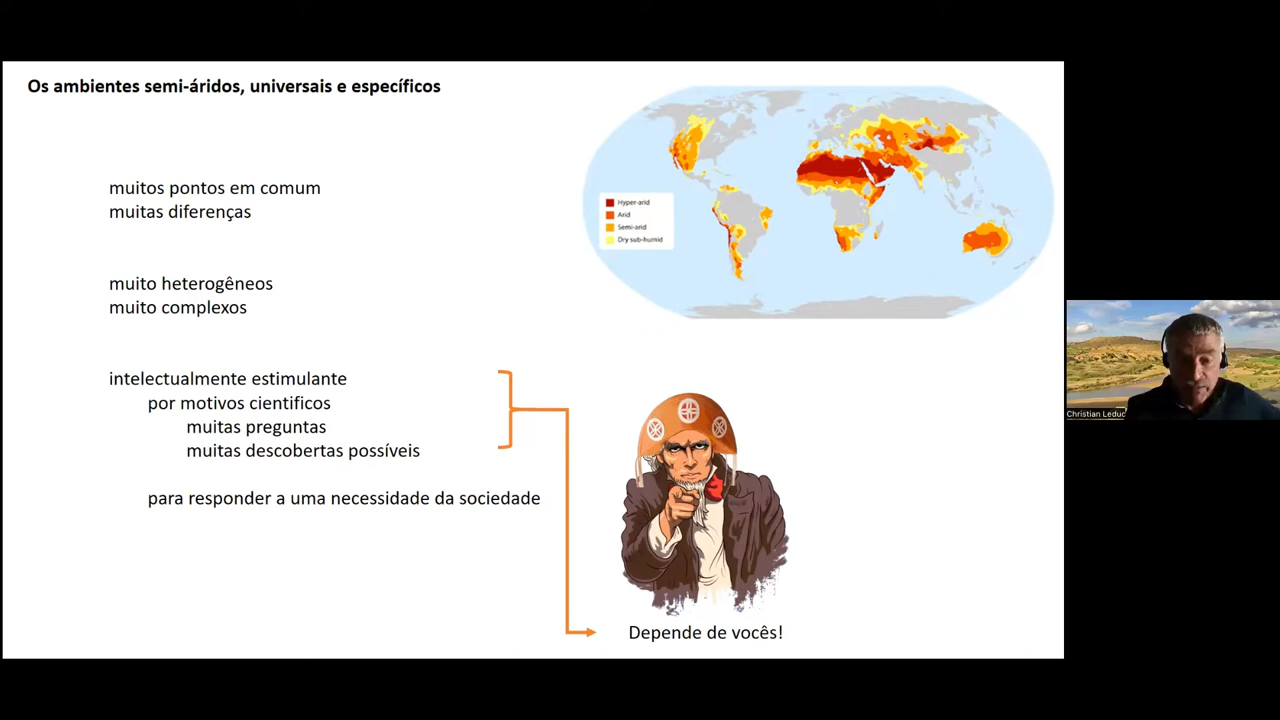 Os ambientes semi-áridos, universais e específicos
muitos pontos em comum
muitas diferenças
muito heterogêneos
muito complexos
intelectualmente estimulante
por motivos cientificos
muitas preguntas
muitas descobertas possíveis
para responder a uma necessidade da sociedade
Hyper-arid
Arid
Semi-arid
Dry sub-humid
Depende de vocês!
Christian Leduc